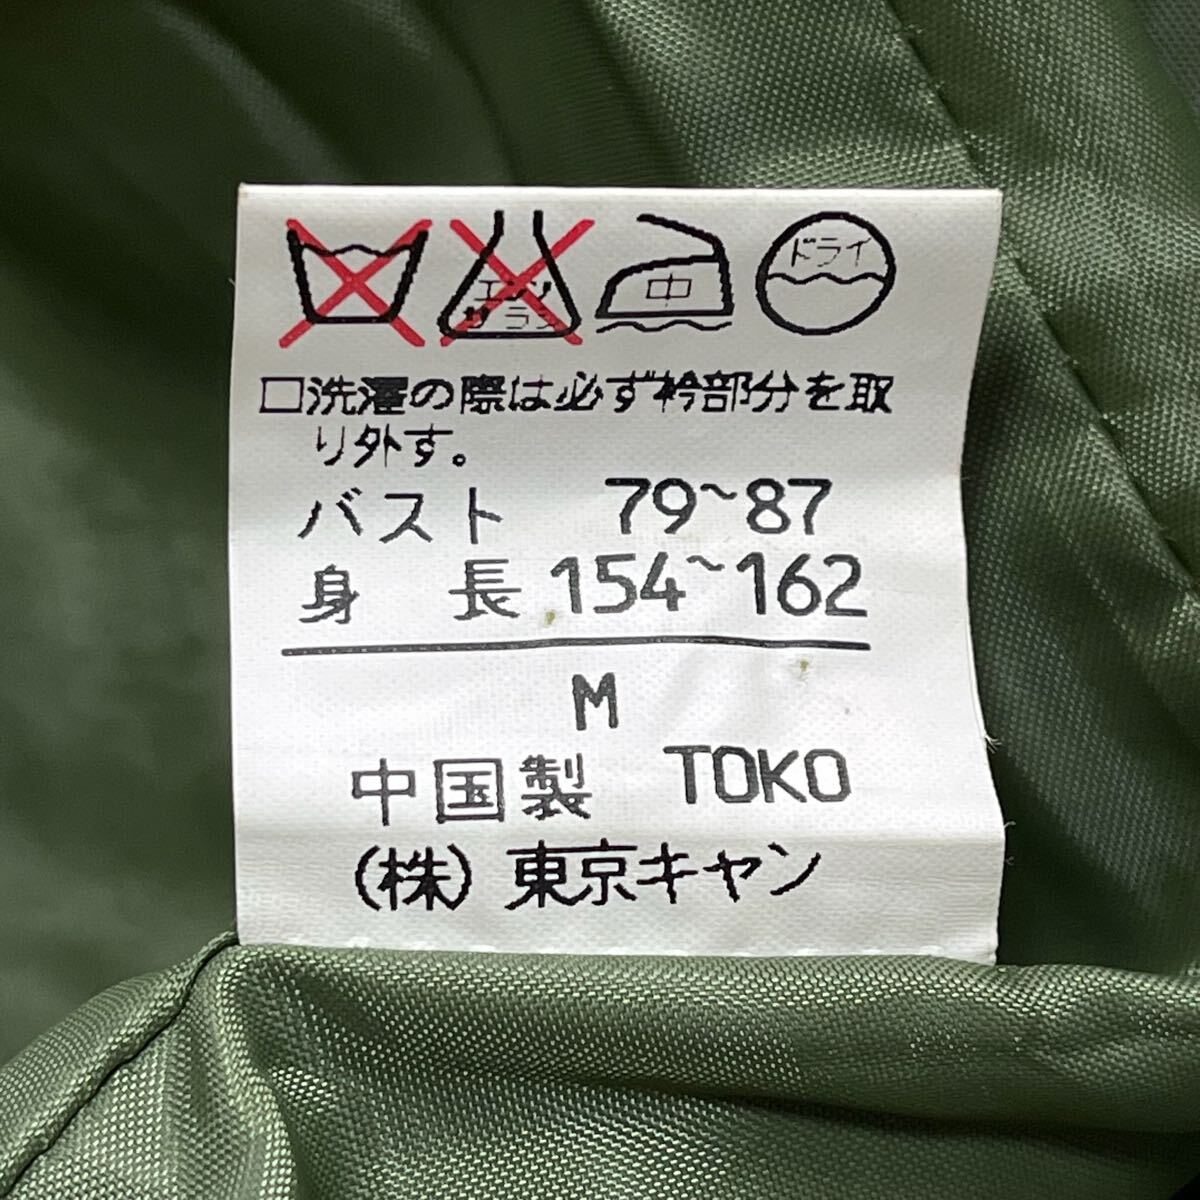 エンソ
サラシ
中
ドライ
□洗濯の際は必ず衿部分を取
り外す。
バスト 79~87
身 長 154~162
M
中国製 TOKO
(株) 東京キャン